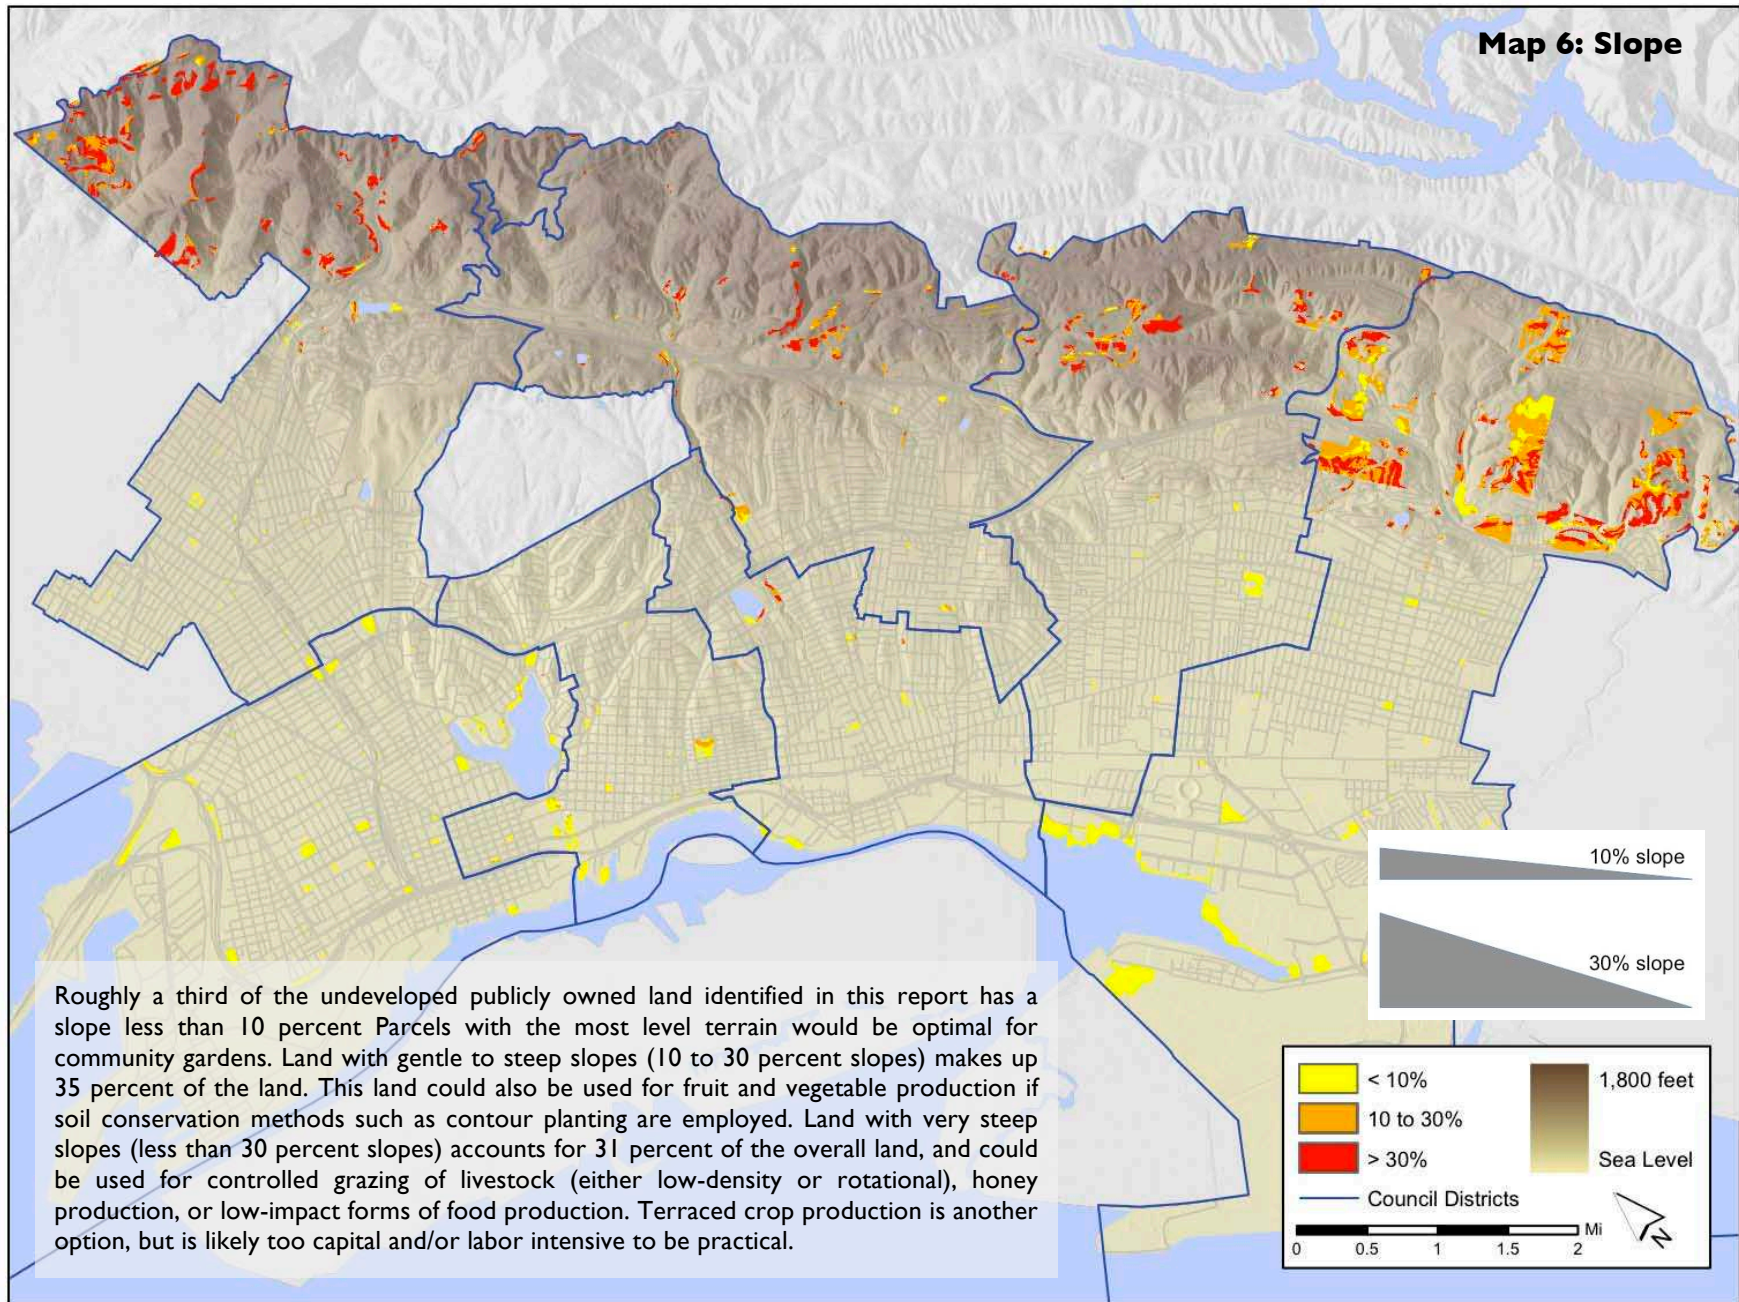 Map 6: Slope
10% slope
30% slope
Roughly a third of the undeveloped publicly owned land identified in this report has a
slope less than 10 percent Parcels with the most level terrain would be optimal for
community gardens. Land with gentle to steep slopes (10 to 30 percent slopes) makes up
35 percent of the land. This land could also be used for fruit and vegetable production if
soil conservation methods such as contour planting are employed. Land with very steep
slopes (less than 30 percent slopes) accounts for 31 percent of the overall land, and could
be used for controlled grazing of livestock (either low-density or rotational), honey
production, or low-impact forms of food production. Terraced crop production is another
option, but is likely too capital and/or labor intensive to be practical.
< 10%
10 to 30%
> 30%
1,800 feet
Sea Level
Council Districts
N
Mi
0 0.5 1 1.5 2